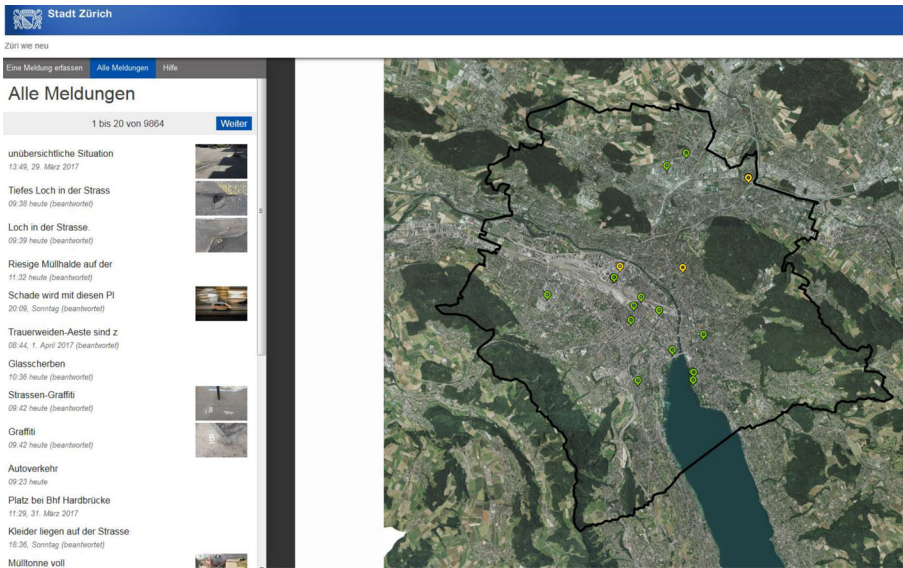 Stadt Zürich
Züri wie neu
Eine Meldung erfassen Alle Meldungen Hilfe
Alle Meldungen
1 bis 20 von 9864 Weiter
unübersichtliche Situation
13:49, 29. März 2017
Tiefes Loch in der Strass
09:38 heute (beantwortet)
Loch in der Strasse.
09:39 heute (beantwortet)
Riesige Müllhalde auf der
11:32 heute (beantwortet)
Schade wird mit diesen Pl
20:09, Sonntag (beantwortet)
Trauerweiden-Aeste sind z
08:44, 1. April 2017 (beantwortet)
Glasscherben
10:36 heute (beantwortet)
Strassen-Graffiti
09:42 heute (beantwortet)
Graffiti
09:42 heute (beantwortet)
Autoverkehr
09:23 heute
Platz bei Bhf Hardbrücke
11:29, 31. März 2017
Kleider liegen auf der Strasse
18:36, Sonntag (beantwortet)
Mülltonne voll